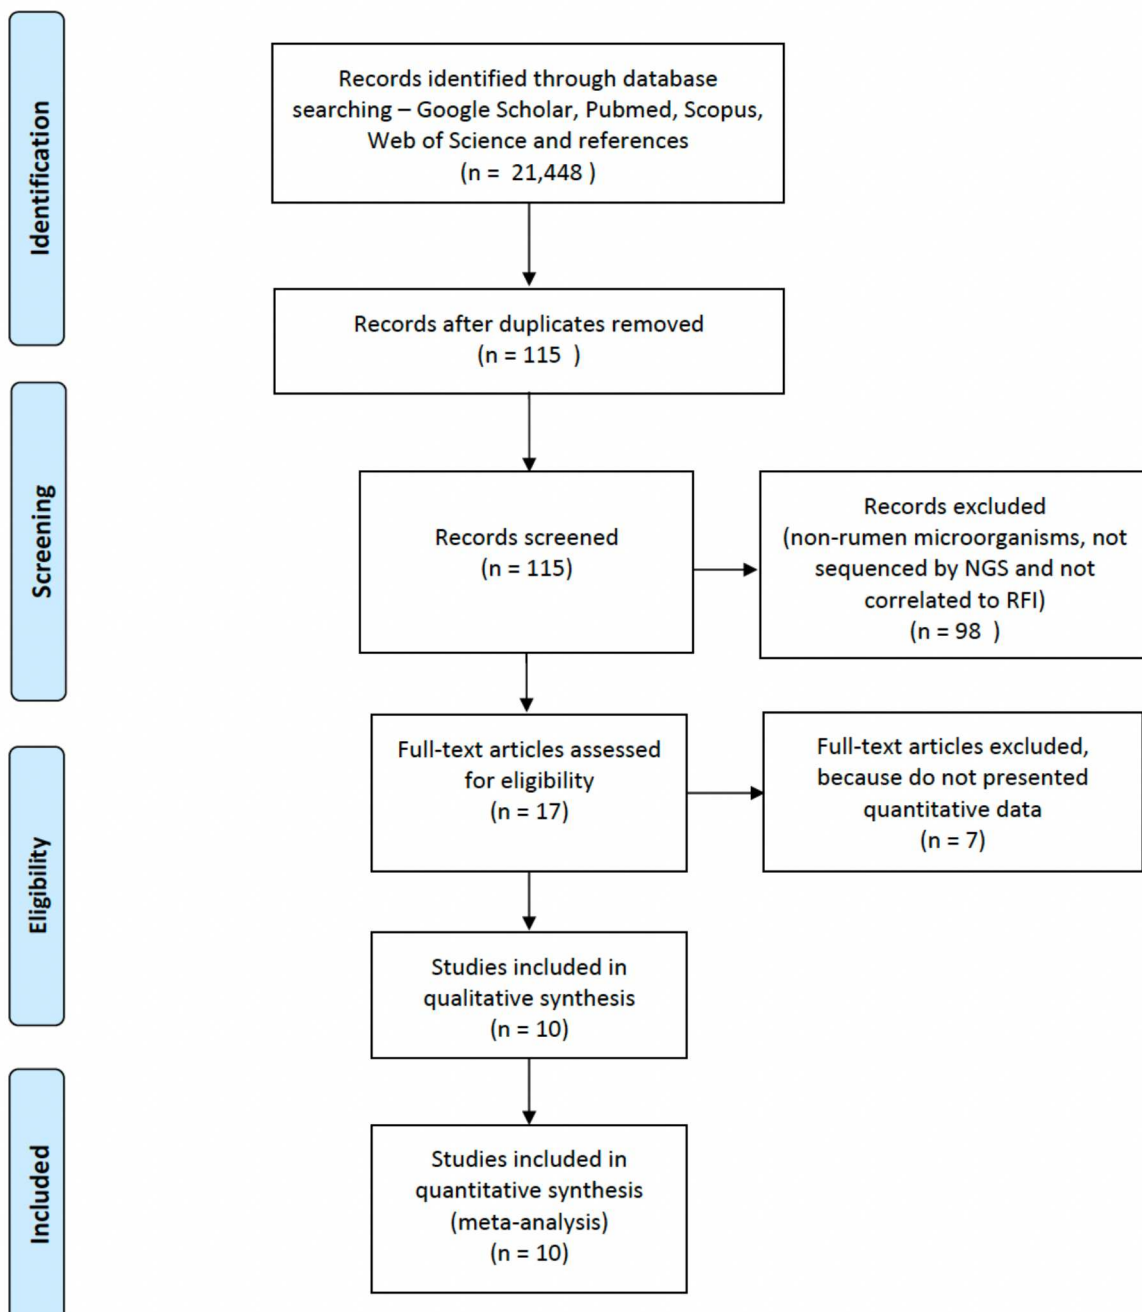 Identification
Records identified through database
searching – Google Scholar, Pubmed, Scopus,
Web of Science and references
(n =  21,448 )
Records after duplicates removed
(n = 115  )
Screening
Records screened
(n = 115)
Records excluded
(non-rumen microorganisms, not
sequenced by NGS and not
correlated to RFI)
(n = 98  )
Eligibility
Full-text articles assessed
for eligibility
(n = 17)
Full-text articles excluded,
because do not presented
quantitative data
(n = 7)
Studies included in
qualitative synthesis
(n = 10)
Included
Studies included in
quantitative synthesis
(meta-analysis)
(n = 10)